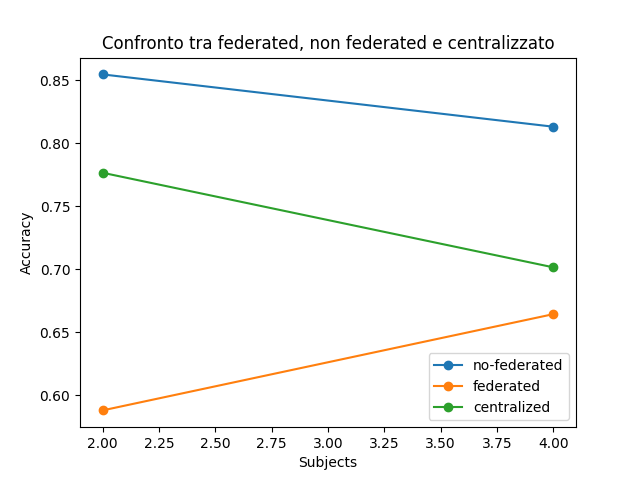 Confronto tra federated, non federated e centralizzato
0.85
0.80
0.75
0.70
0.65
0.60
Accuracy
no-federated
federated
centralized
2.00 2.25 2.50 2.75 3.00 3.25 3.50 3.75 4.00
Subjects